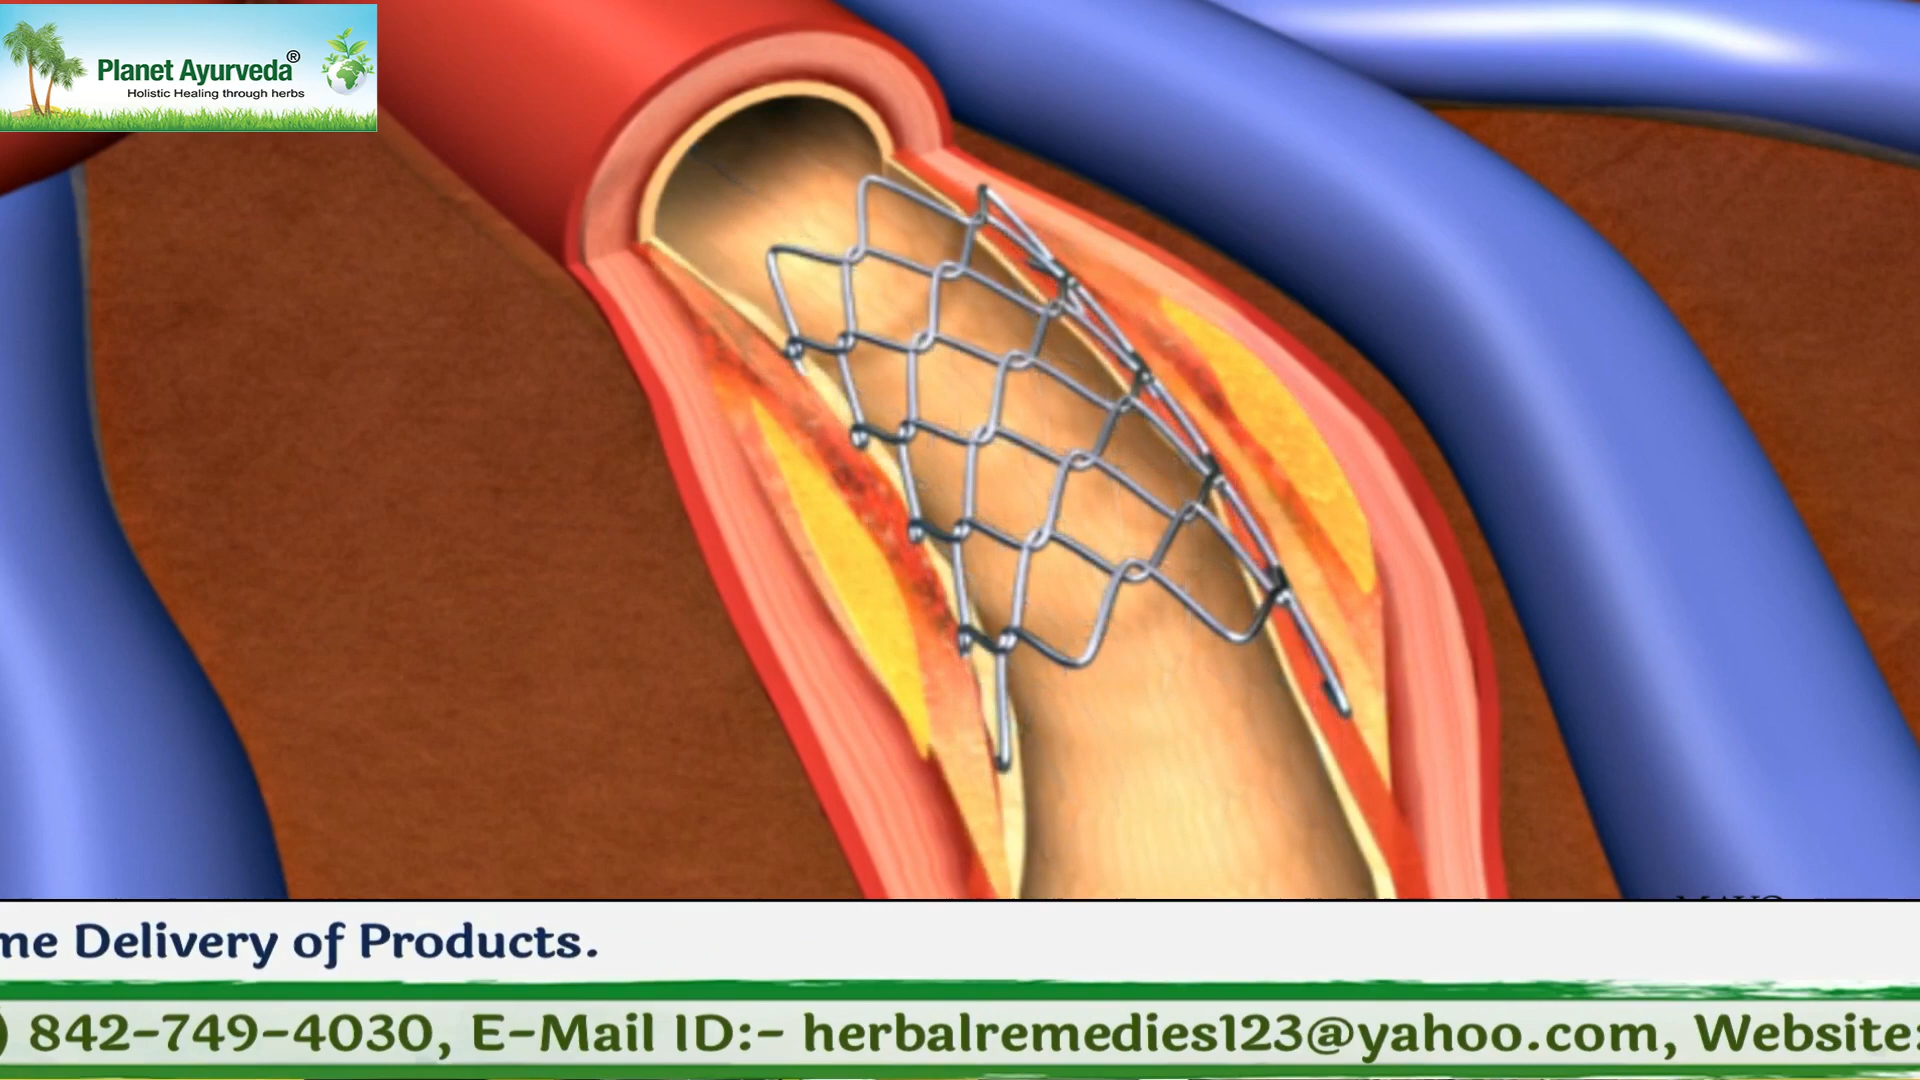 Planet Ayurveda®
Holistic Healing through herbs
me Delivery of Products.
) 842-749-4030, E-Mail ID:- herbalremedies123@yahoo.com, Website: